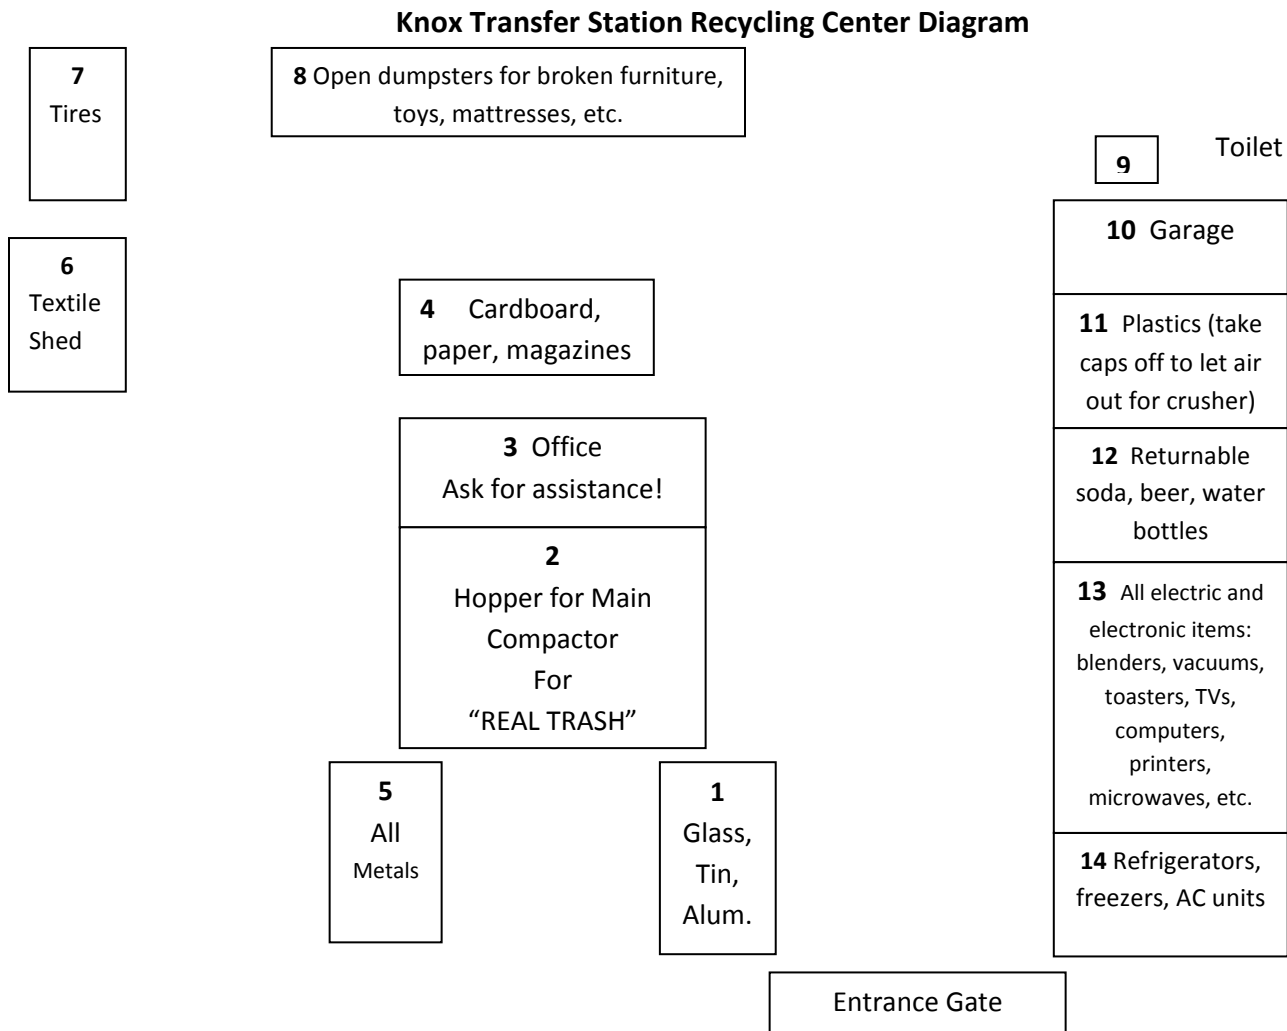 Knox Transfer Station Recycling Center Diagram
7
Tires
8 Open dumpsters for broken furniture,
toys, mattresses, etc.
9
Toilet
6
Textile
Shed
4 Cardboard,
paper, magazines
10 Garage
11 Plastics (take
caps off to let air
out for crusher)
3 Office
Ask for assistance!
12 Returnable
soda, beer, water
bottles
2
Hopper for Main
Compactor
For
“REAL TRASH”
13 All electric and
electronic items:
blenders, vacuums,
toasters, TVs,
computers,
printers,
microwaves, etc.
5
All
Metals
1
Glass,
Tin,
Alum.
14 Refrigerators,
freezers, AC units
Entrance Gate